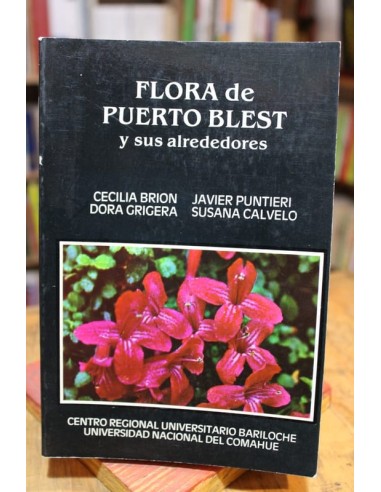 FLORA de
PUERTO BLEST
y sus alrededores
CECILIA BRION JAVIER PUNTIERI
DORA GRIGERA SUSANA CALVELO
CENTRO REGIONAL UNIVERSITARIO BARILOCHE
UNIVERSIDAD NACIONAL DEL COMAHUE